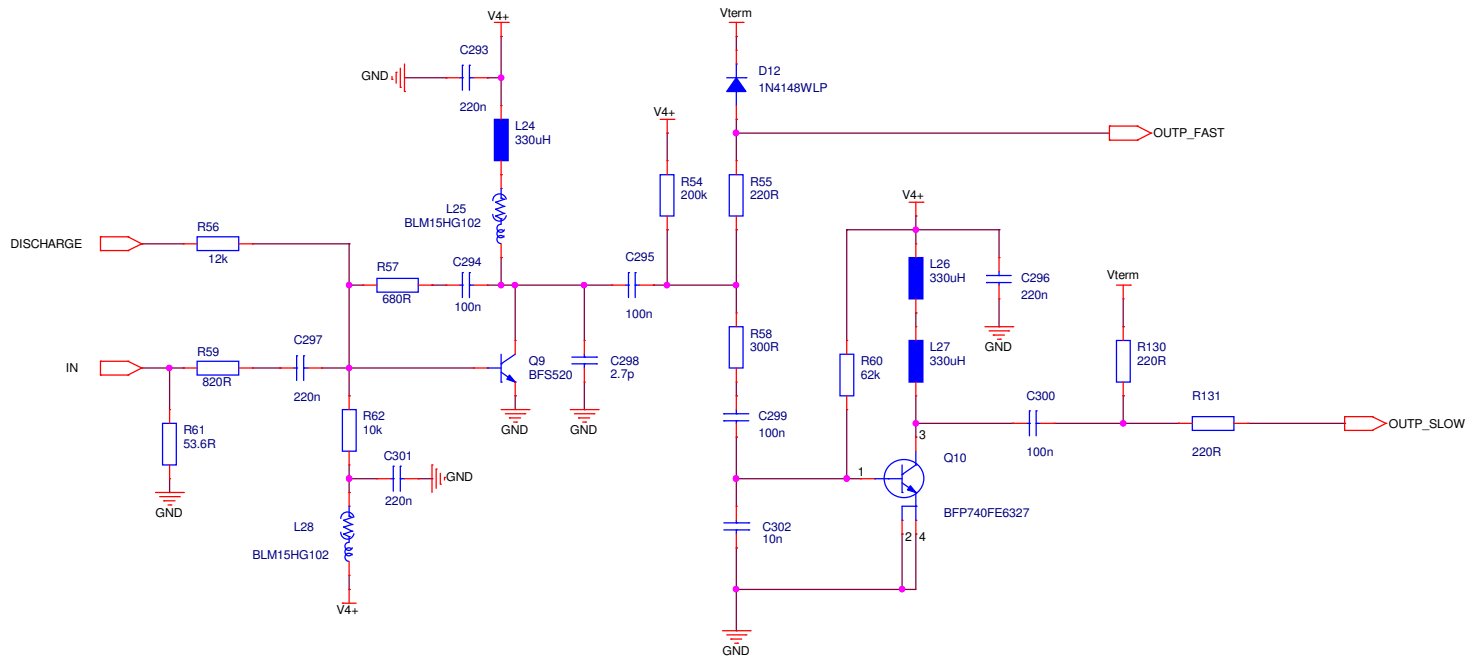 V4+
Vterm
C293
GND
220n
D12
1N4148WLP
L24
330uH
V4+
OUTP_FAST
R54
200k
R55
220R
V4+
L25
BLM15HG102
R56
DISCHARGE
12k
R57
680R
C294
100n
C295
100n
L26
330uH
C296
220n
GND
Vterm
R58
300R
C297
220n
R59
IN
820R
Q9
BFS520
C298
2.7p
R60
62k
L27
330uH
R130
220R
GND
GND
R61
53.6R
GND
R62
10k
C299
100n
C300
100n
R131
220R
OUTP_SLOW
3
Q10
1
C301
GND
220n
BFP740FE6327
L28
BLM15HG102
C302
10n
2
4
V4+
GND